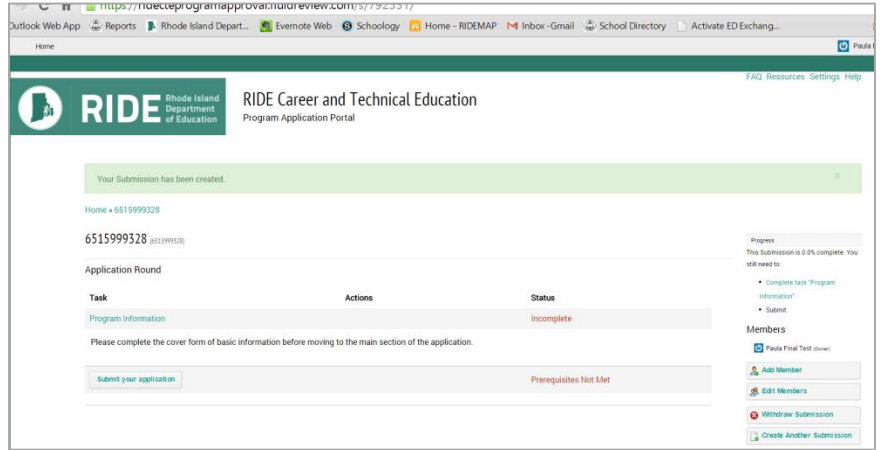 Outlook Web App Reports Rhode Island Depart... Evernote Web Schoology Home - RIDEMAP Inbox -Gmail School Directory Activate ED Exchang...
Home
Paula
FAQ Resources Settings Help
RIDE Rhode Island
Department
of Education
RIDE Career and Technical Education
Program Application Portal
Your Submission has been created. ×
Home » 6515999328
6515999328 (6515999328)
Application Round
Task Actions Status
Program Information Incomplete
Please complete the cover form of basic information before moving to the main section of the application.
Submit your application Prerequisites Not Met
Progress
This Submission is 0.0% complete. You
still need to:
• Complete task "Program
Information"
• Submit
Members
Paula Final Test (Owner)
Add Member
Edit Members
Withdraw Submission
Create Another Submission